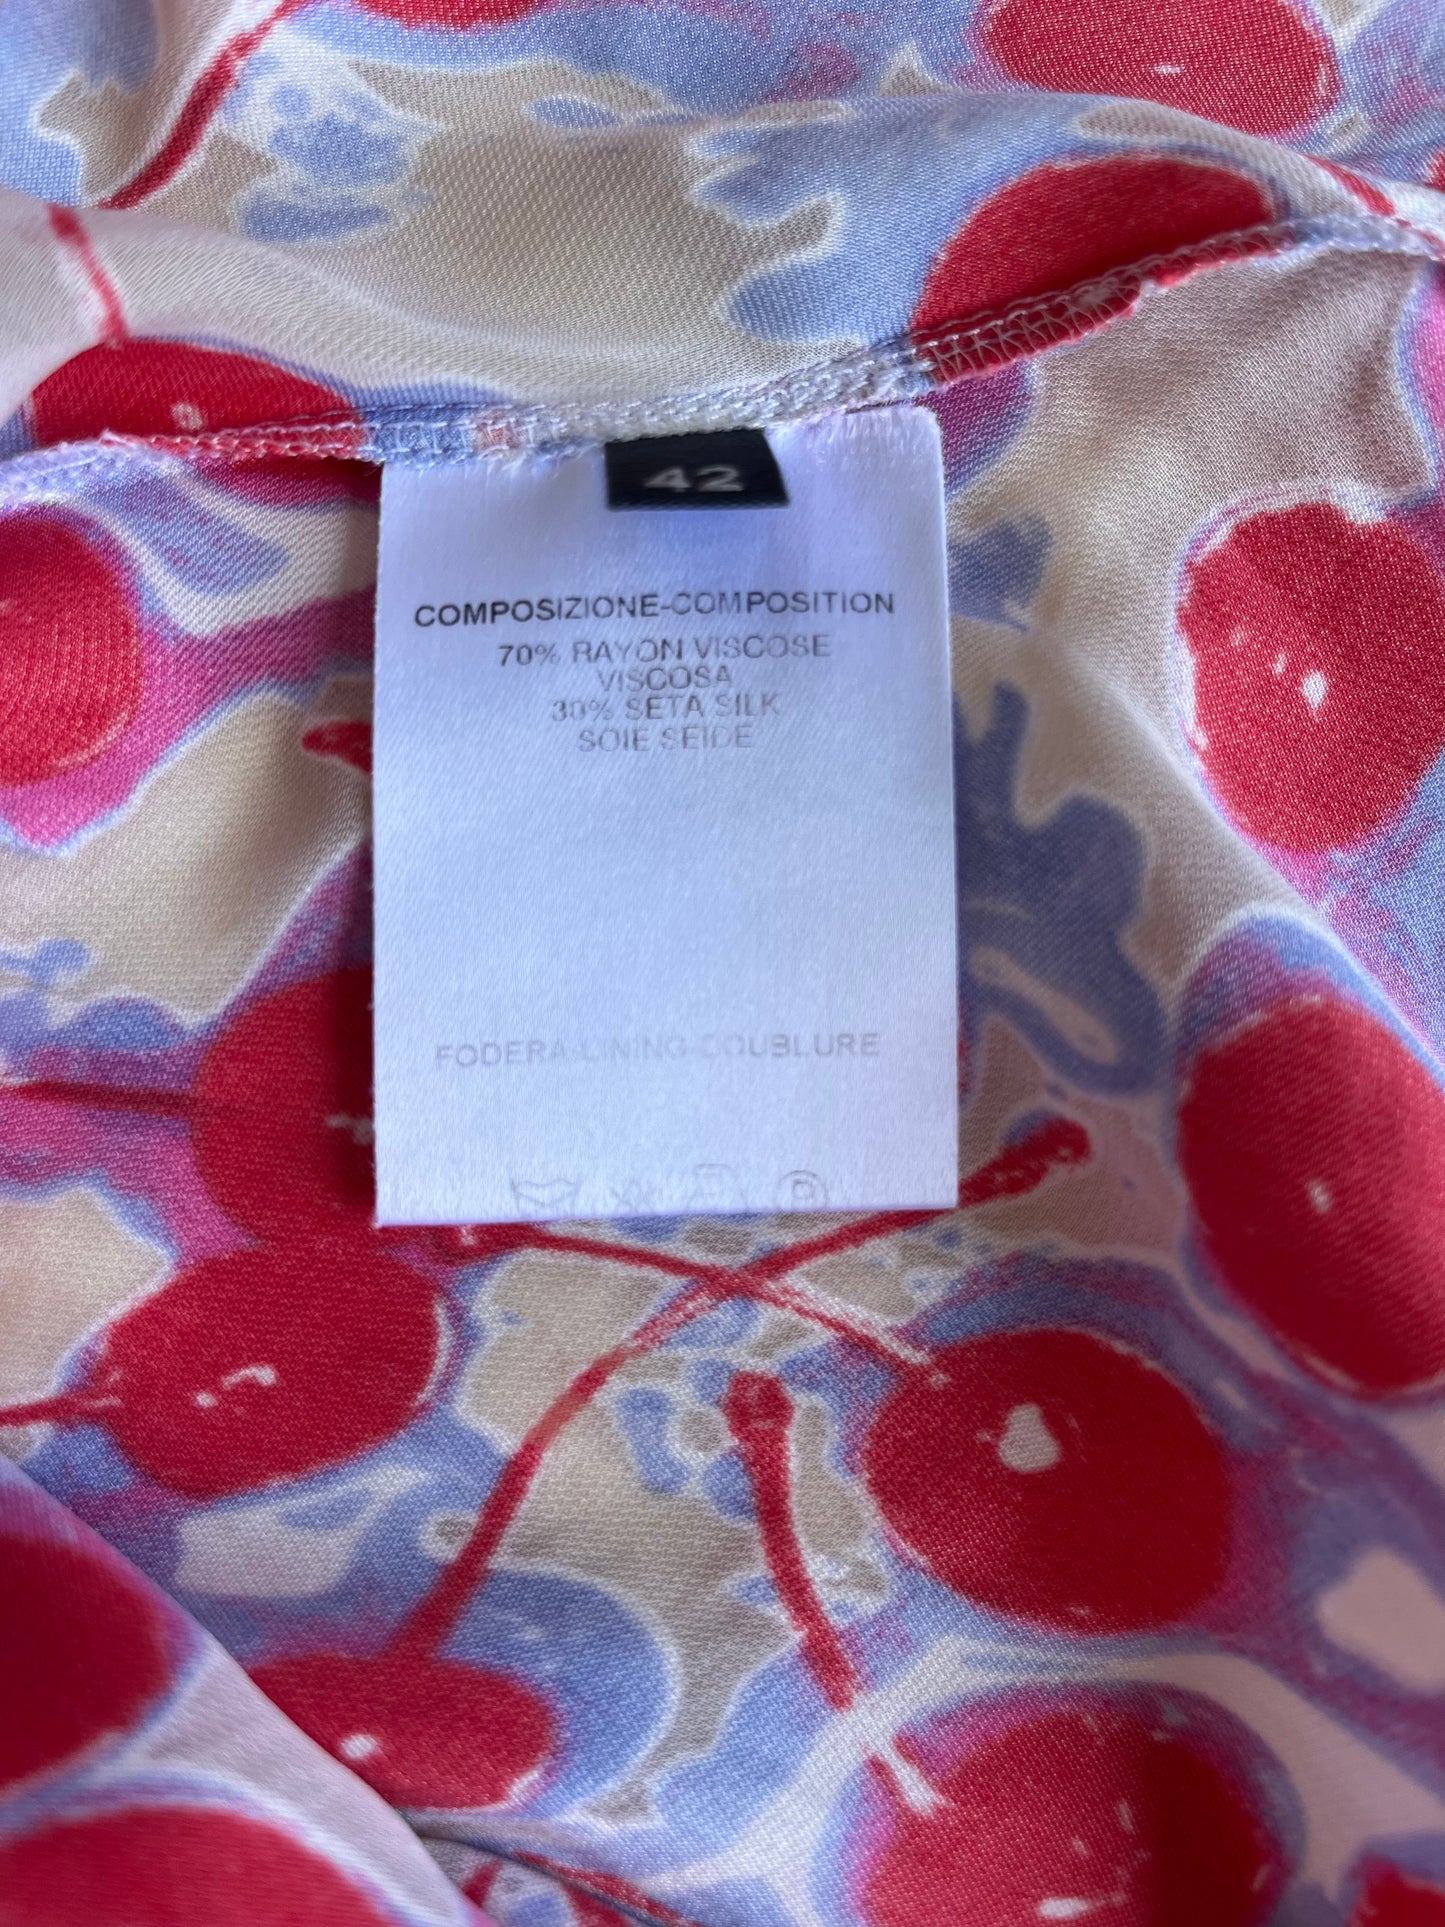 42
COMPOSIZIONE-COMPOSITION
70% RAYON VISCOSE
VISCOSA
30% SETA SILK
SOIE SEIDE
FODERA-LINING-DOUBLURE
P